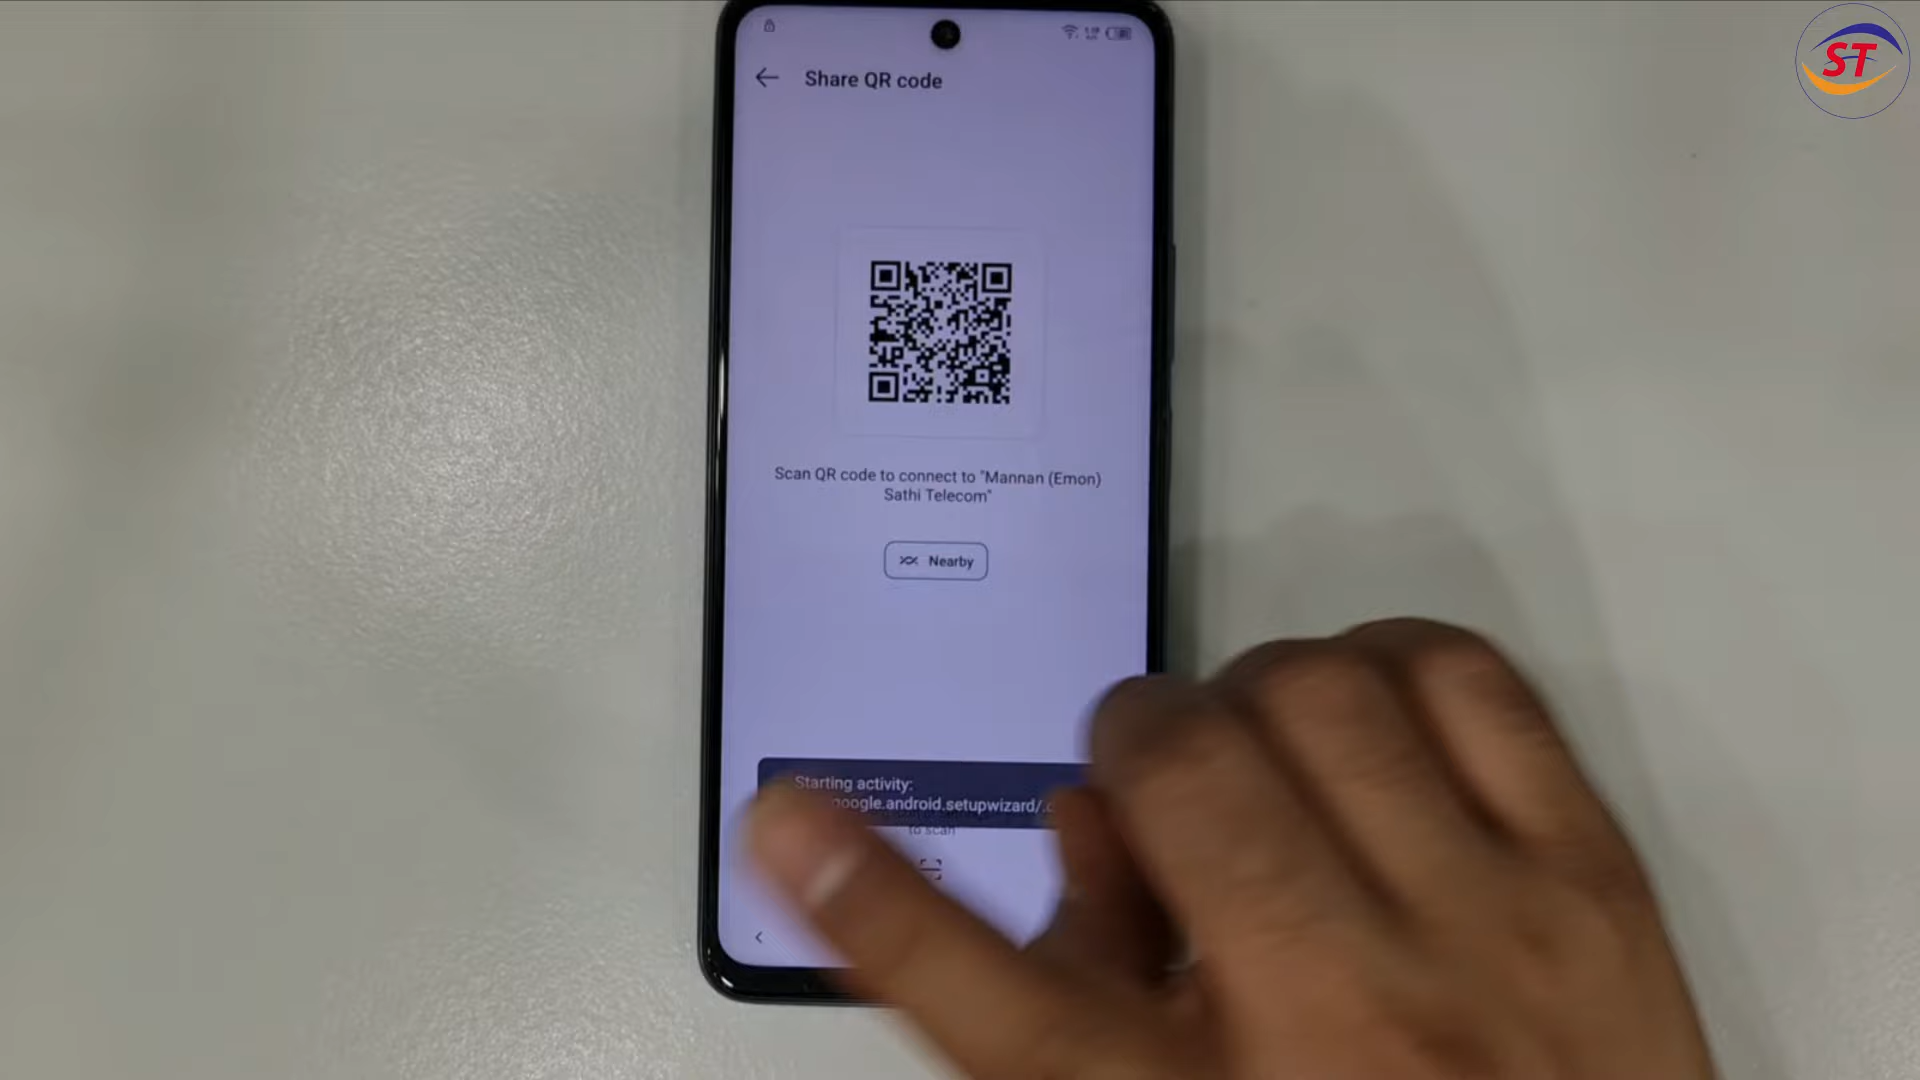 ST
Share QR code
Scan QR code to connect to "Mannan (Emon)
Sathi Telecom"
Nearby
Starting activity:
google.android.setupwizard/.
to scan